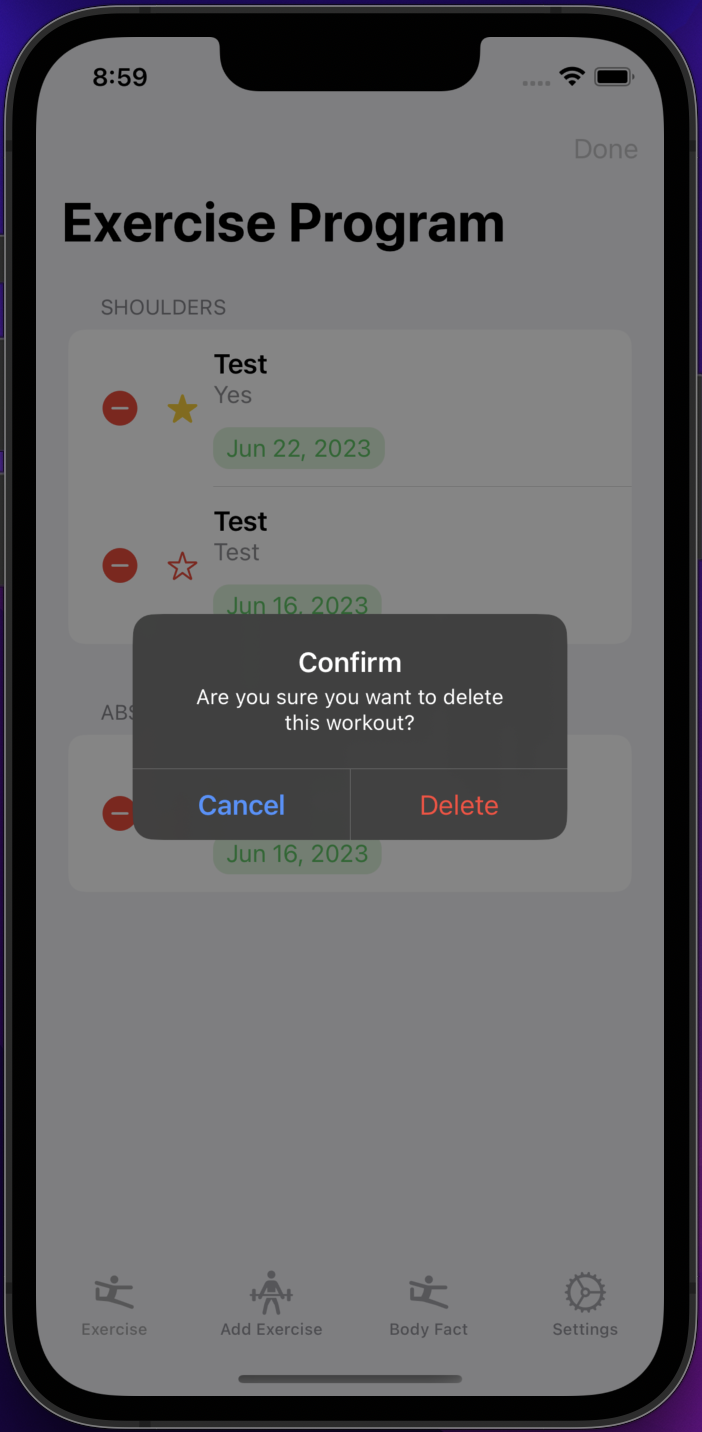 8:59
Done
Exercise Program
SHOULDERS
Test
Yes
Jun 22, 2023
Test
Test
Jun 16, 2023
Confirm
Are you sure you want to delete
this workout?
Cancel
Delete
Jun 16, 2023
Exercise
Add Exercise
Body Fact
Settings